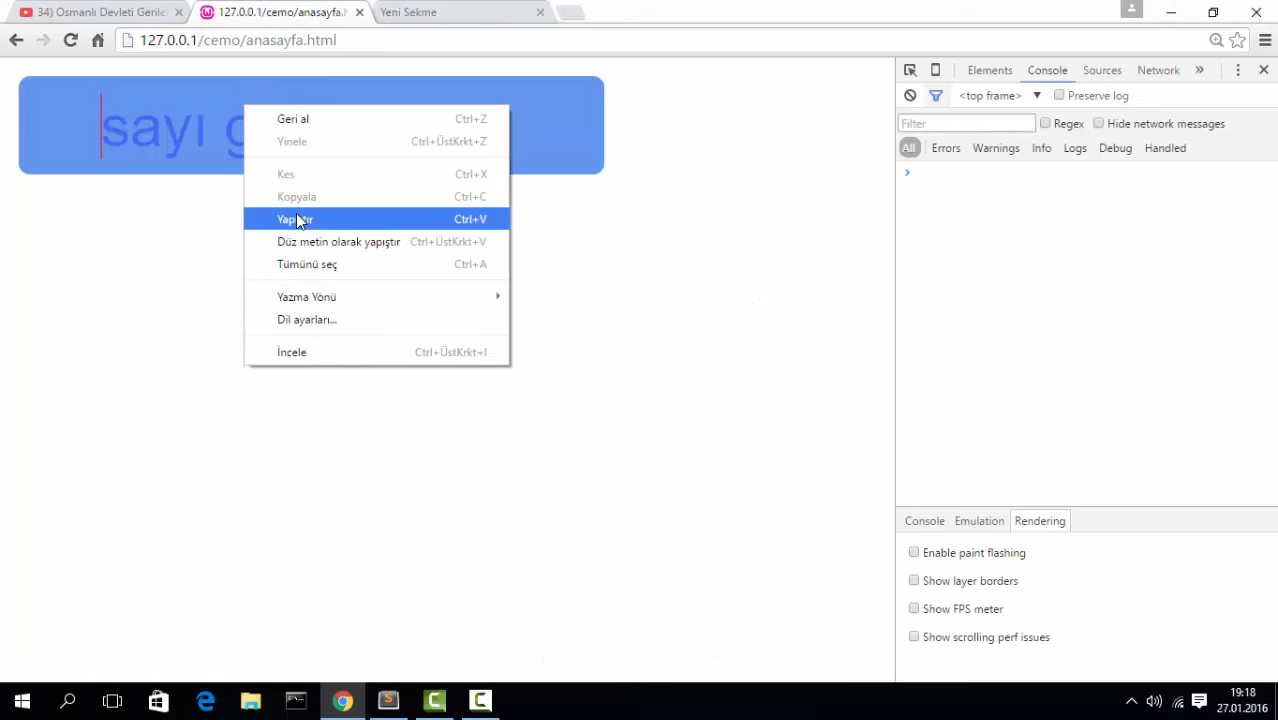 34) Osmanlı Devleti Gerile
127.0.0.1/cemo/anasayfa.h
Yeni Sekme
127.0.0.1/cemo/anasayfa.html
sayı g
Geri al Ctrl+Z
Yinele Ctrl+ÜstKrkt+Z
Kes Ctrl+X
Kopyala Ctrl+C
Ctrl+V
Düz metin olarak yapıştır Ctrl+ÜstKrkt+V
Tümünü seç Ctrl+A
Yazma Yönü
Dil ayarları...
İncele Ctrl+ÜstKrkt+I
Elements Console Sources Network »
<top frame> ▼ Preserve log
Filter Regex Hide network messages
All Errors Warnings Info Logs Debug Handled
>
Console Emulation Rendering
Enable paint flashing
Show layer borders
Show FPS meter
Show scrolling perf issues
19:18
27.01.2016